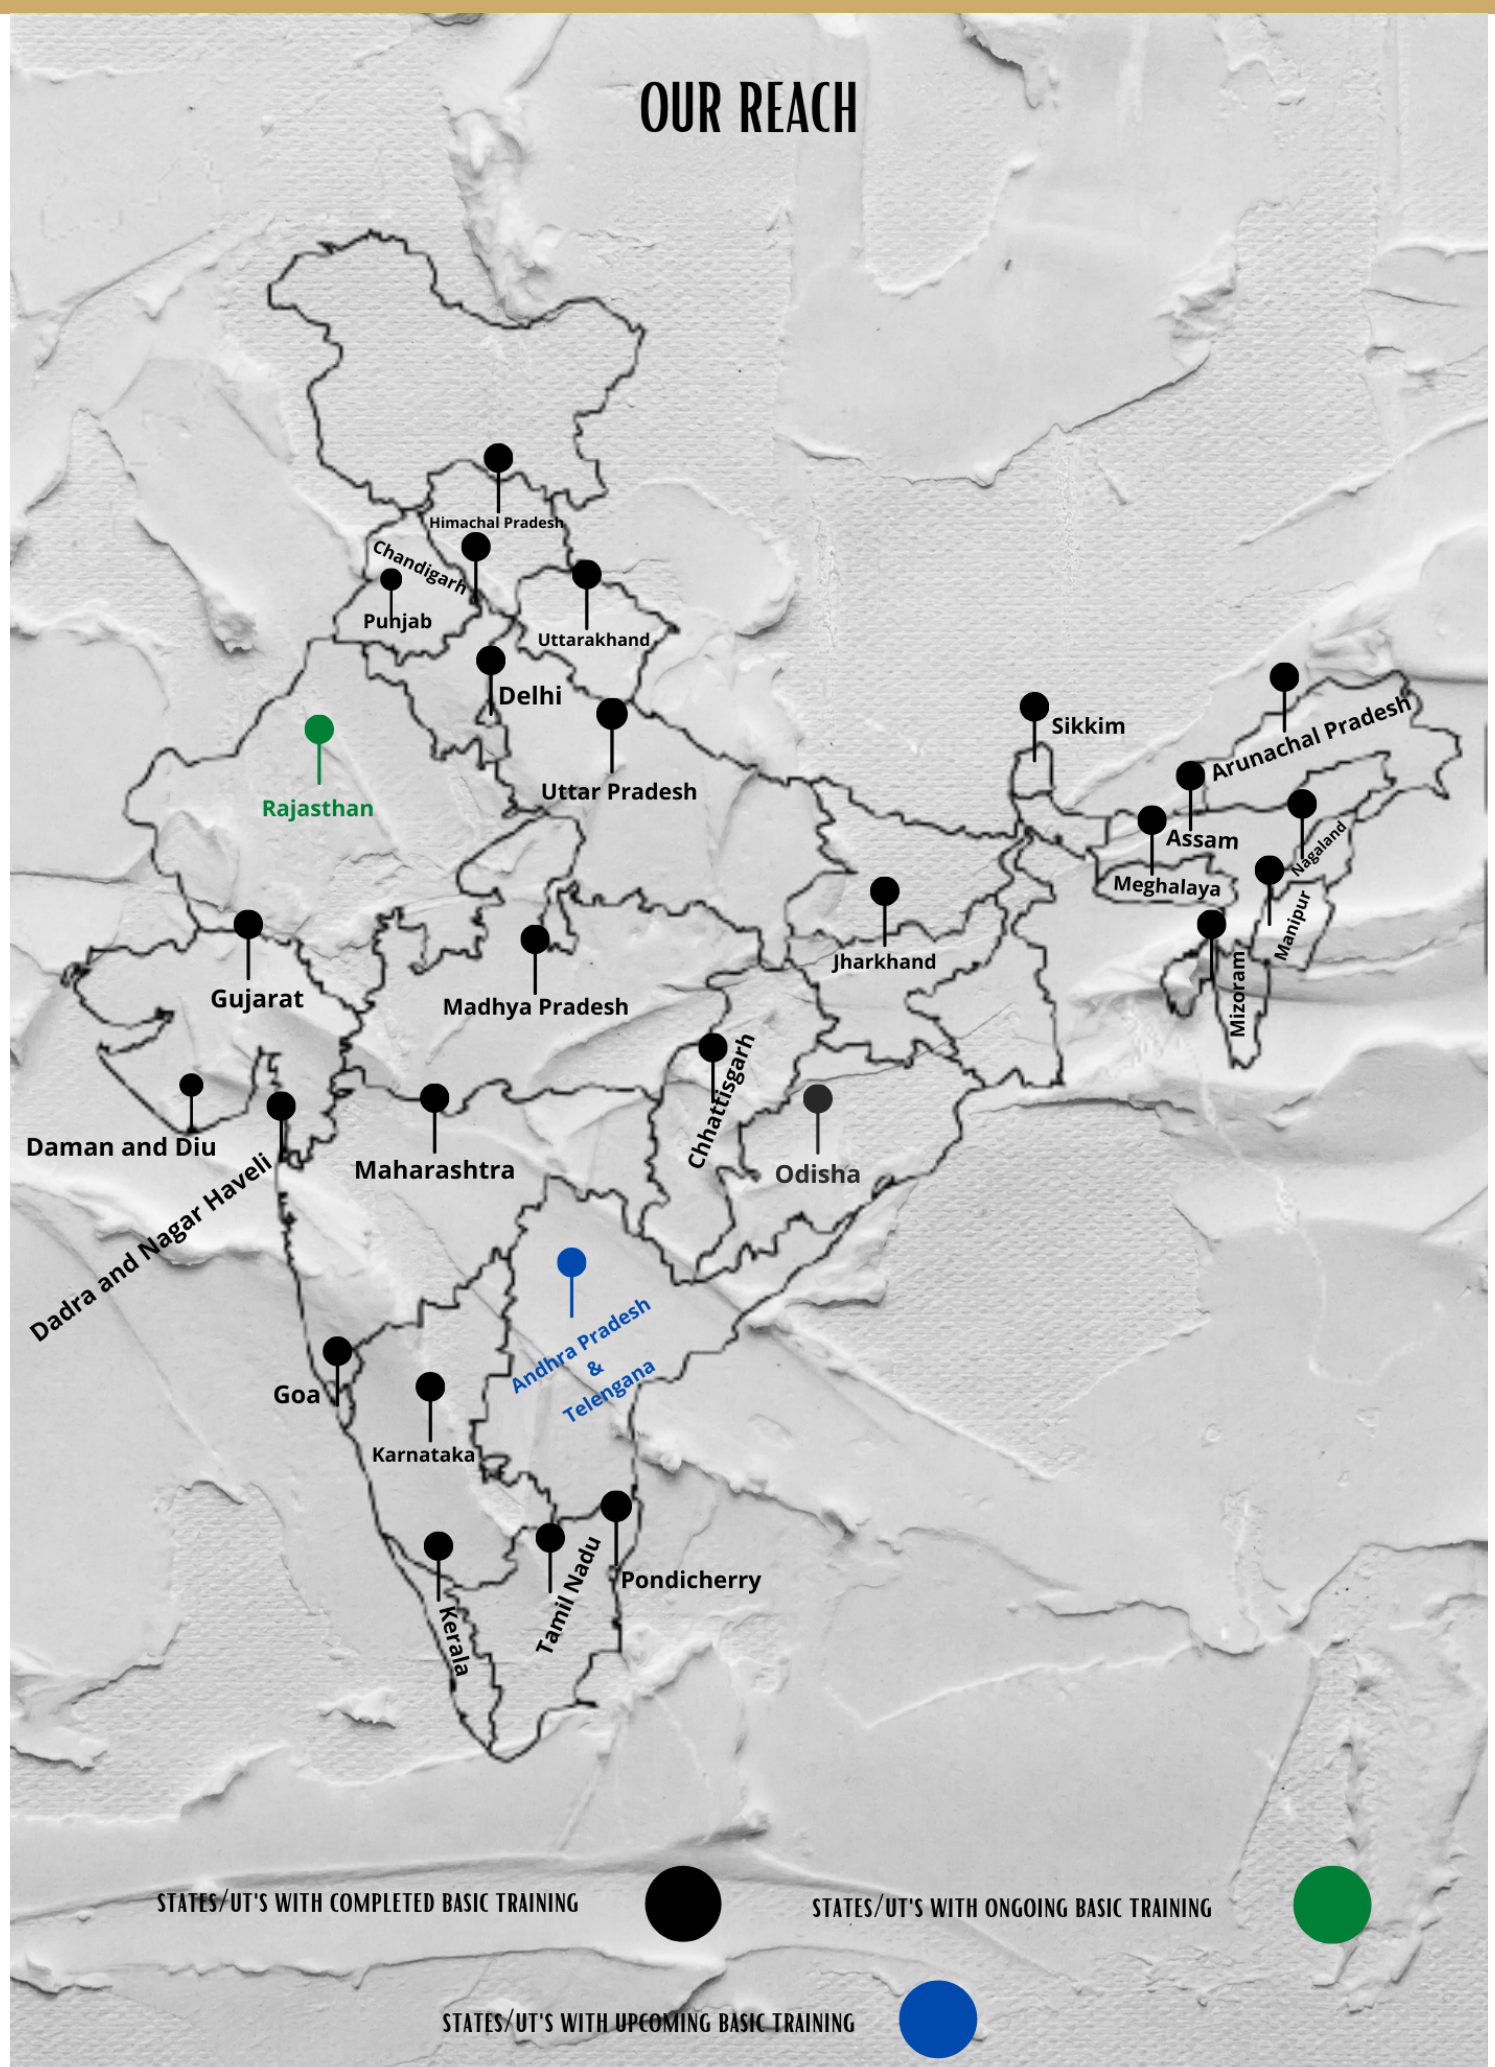 OUR REACH
Himachal Pradesh
Chandigarh
Punjab
Uttarakhand
Delhi
Rajasthan
Uttar Pradesh
Sikkim
Arunachal Pradesh
Assam
Nagaland
Meghalaya
Manipur
Mizoram
Jharkhand
Gujarat
Madhya Pradesh
Chhattisgarh
Daman and Diu
Dadra and Nagar Haveli
Maharashtra
Odisha
Andhra Pradesh
&
Telengana
Goa
Karnataka
Tamil Nadu
Pondicherry
Kerala
STATES/UT'S WITH COMPLETED BASIC TRAINING
STATES/UT'S WITH ONGOING BASIC TRAINING
STATES/UT'S WITH UPCOMING BASIC TRAINING